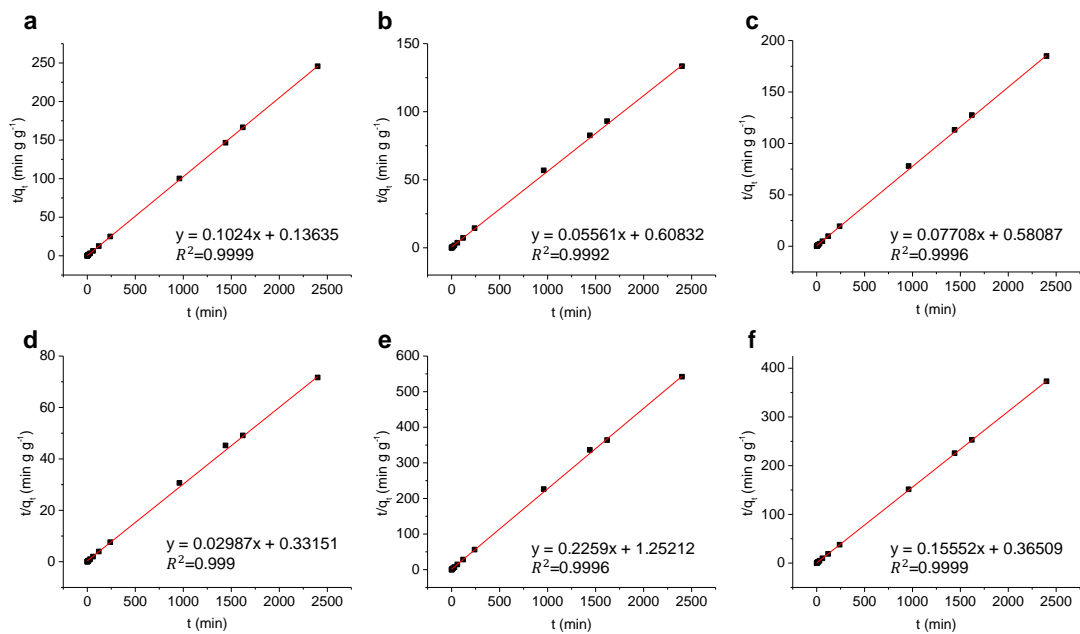 a
250
200
150
100
50
0
t/qₜ (min g g⁻¹)
y = 0.1024x + 0.13635
R²=0.9999
0 500 1000 1500 2000 2500
t (min)
b
150
100
50
0
t/qₜ (min g g⁻¹)
y = 0.05561x + 0.60832
R²=0.9992
0 500 1000 1500 2000 2500
t (min)
c
200
150
100
50
0
t/qₜ (min g g⁻¹)
y = 0.07708x + 0.58087
R²=0.9996
0 500 1000 1500 2000 2500
t (min)
d
80
60
40
20
0
t/qₜ (min g g⁻¹)
y = 0.02987x + 0.33151
R²=0.999
0 500 1000 1500 2000 2500
t (min)
e
600
500
400
300
200
100
0
t/qₜ (min g g⁻¹)
y = 0.2259x + 1.25212
R²=0.9996
0 500 1000 1500 2000 2500
t (min)
f
400
300
200
100
0
t/qₜ (min g g⁻¹)
y = 0.15552x + 0.36509
R²=0.9999
0 500 1000 1500 2000 2500
t (min)